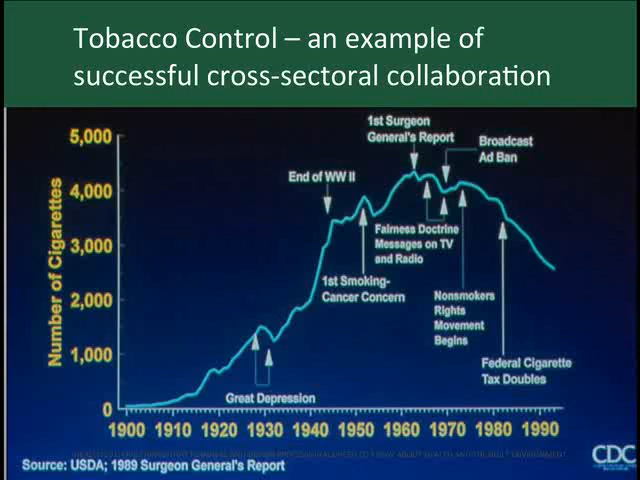 Tobacco Control – an example of
successful cross-sectoral collaboration
1st Surgeon
General's Report
Broadcast
Ad Ban
End of WW II
Fairness Doctrine
Messages on TV
and Radio
1st Smoking-
Cancer Concern
Nonsmokers
Rights
Movement
Begins
Federal Cigarette
Tax Doubles
Great Depression
Number of Cigarettes
5,000
4,000
3,000
2,000
1,000
0
1900 1910 1920 1930 1940 1950 1960 1970 1980 1990
Source: USDA; 1989 Surgeon General's Report
CDC